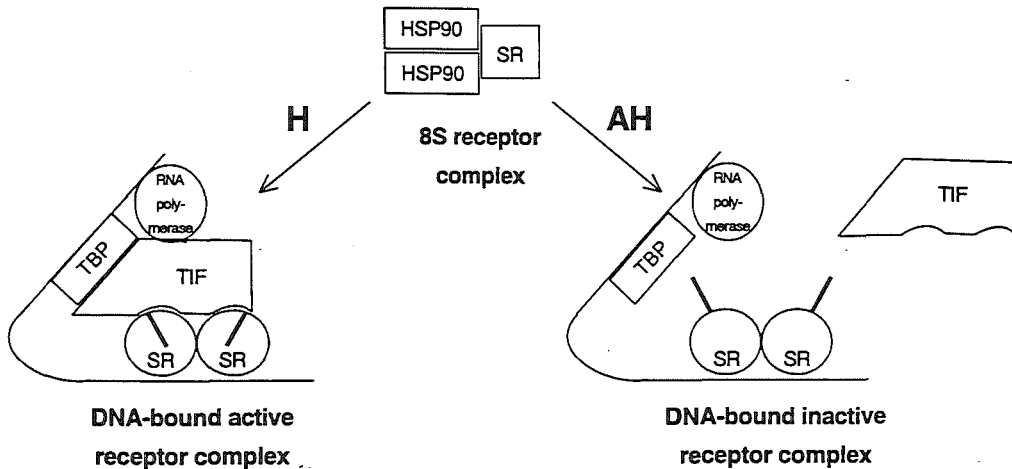 HSP90
HSP90
SR
H
AH
8S receptor
complex
RNA
poly-
merase
TBP
TIF
SR
SR
DNA-bound active
receptor complex
RNA
poly-
merase
TBP
TIF
SR
SR
DNA-bound inactive
receptor complex